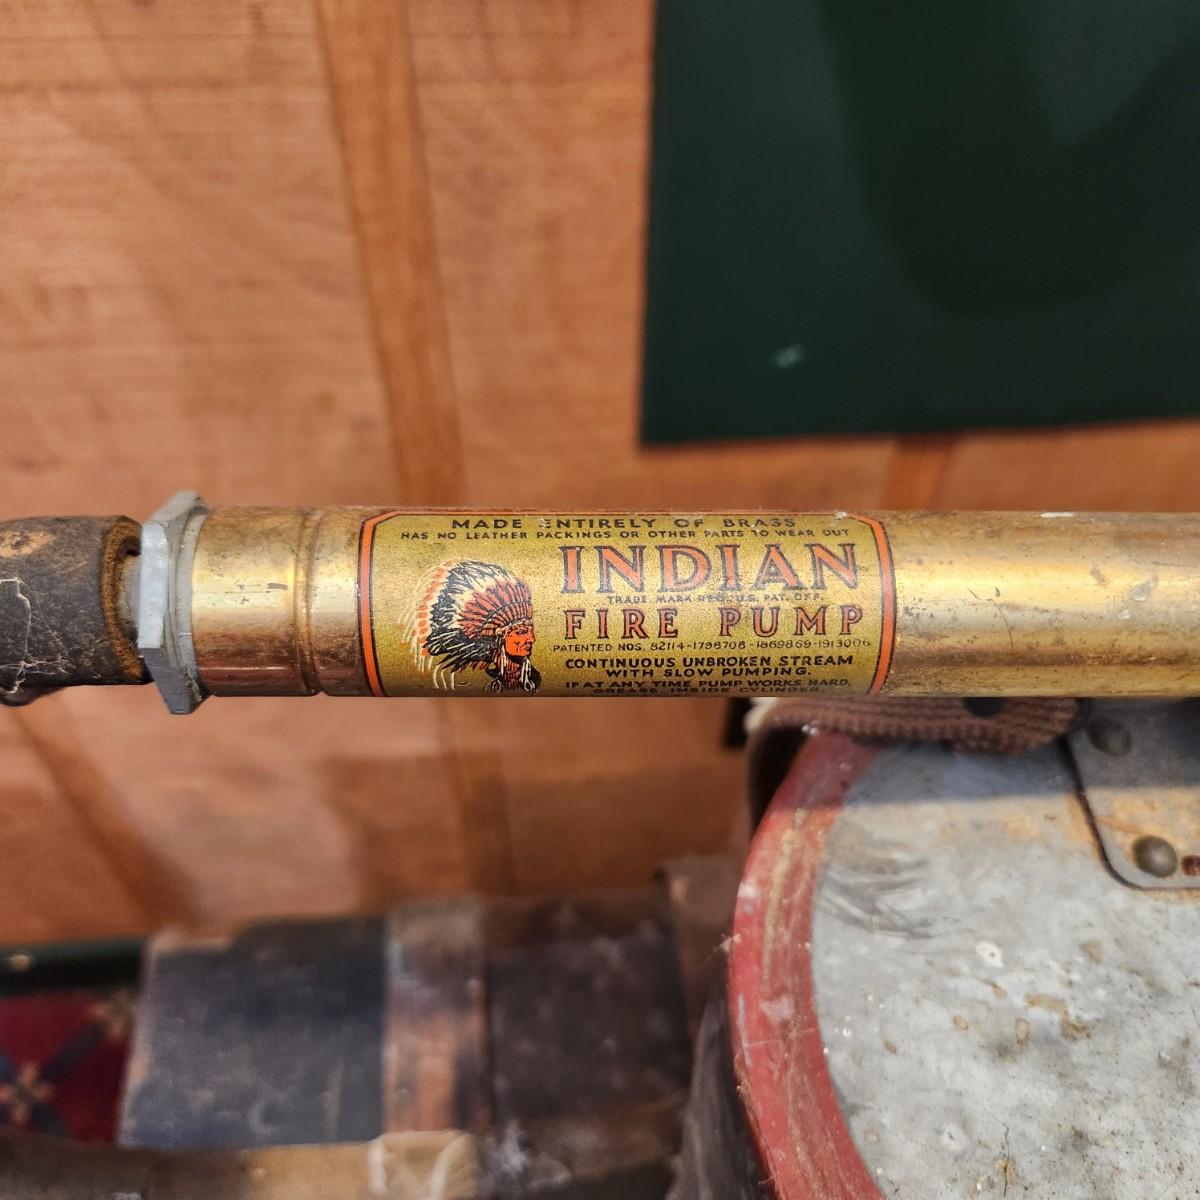 MADE ENTIRELY OF BRASS
HAS NO LEATHER PACKINGS OR OTHER PARTS TO WEAR OUT
INDIAN
TRADE MARK REG. U.S. PAT. OFF.
FIRE PUMP
PATENTED NOS. 82114-1798708-1869869-1913006
CONTINUOUS UNBROKEN STREAM
WITH SLOW PUMPING.
IF AT ANY TIME PUMP WORKS HARD,
GREASE INSIDE CYLINDER